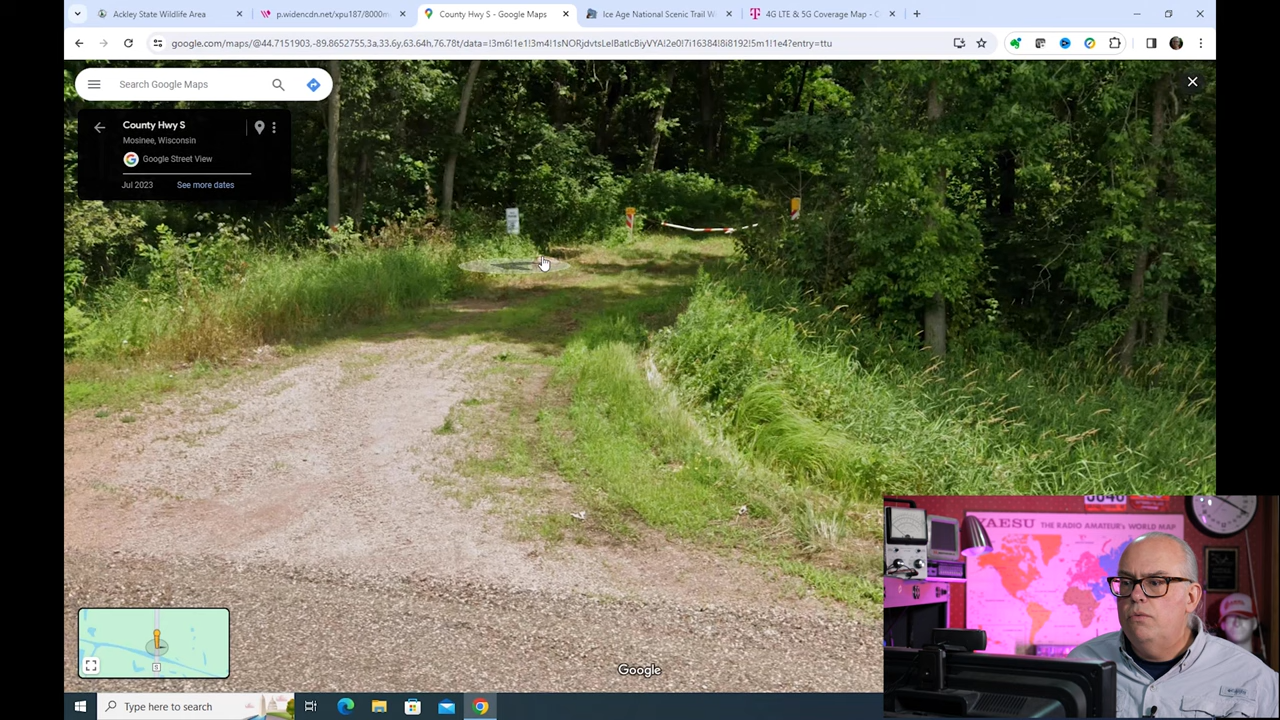 Ackley State Wildlife Area
p.widencdn.net/xpu187/8000m
County Hwy S - Google Maps
Ice Age National Scenic Trail W
4G LTE & 5G Coverage Map - C
google.com/maps/@44.7151903,-89.8652755,3a,33.6y,63.64h,76.78t/data=!3m6!1e1!3m4!1sNORjdvtsLeIBatIcBiyVYA!2e0!7i16384!8i8192!5m1!1e4?entry=ttu
Search Google Maps
County Hwy S
Mosinee, Wisconsin
Google Street View
Jul 2023
See more dates
YAESU THE RADIO AMATEUR'S WORLD MAP
S
Google
Type here to search